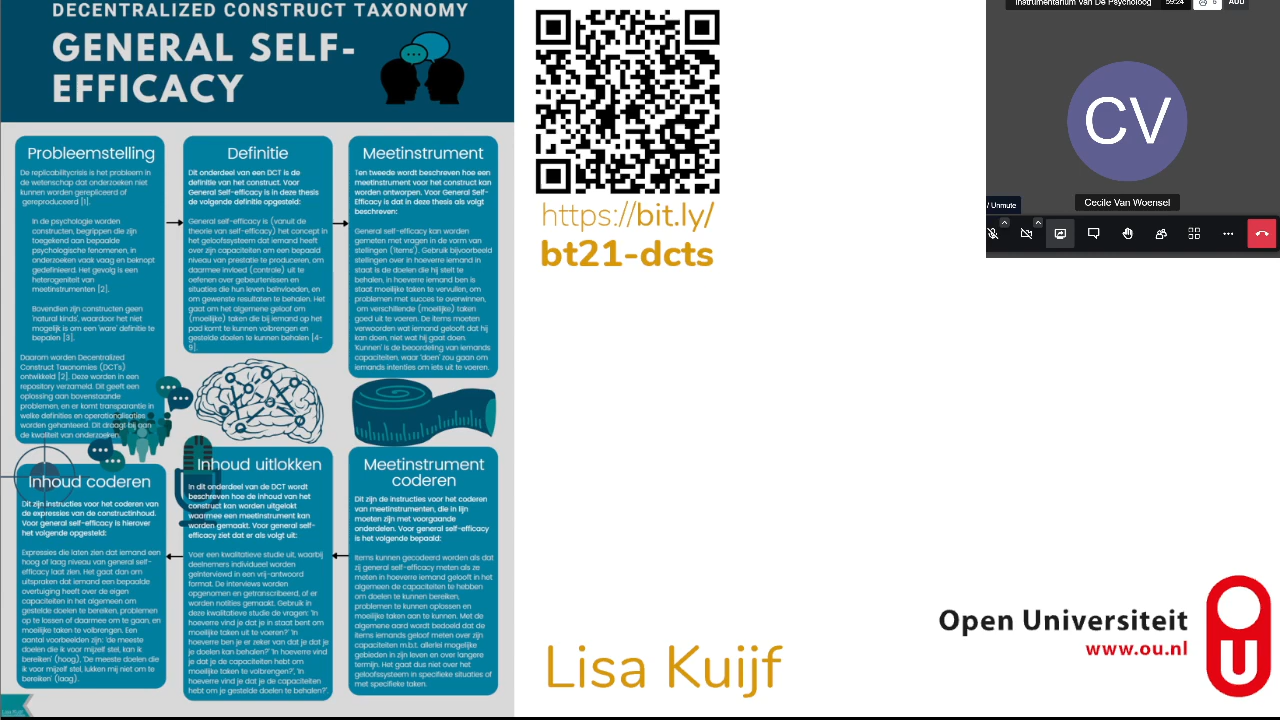 DECENTRALIZED CONSTRUCT TAXONOMY
GENERAL SELF-
EFFICACY
Probleemstelling
De replicabilitycrisis is het probleem in
de wetenschap dat onderzoeken niet
kunnen worden gerepliceerd of
gereproduceerd [1].
In de psychologie worden
constructen, begrippen die zijn
toegekend aan bepaalde
psychologische fenomenen, in
onderzoeken vaak vaag en beknopt
gedefinieerd. Het gevolg is een
heterogeniteit van
meetinstrumenten [2].
Bovendien zijn constructen geen
'natural kinds', waardoor het niet
mogelijk is om een 'ware' definitie te
bepalen [3].
Daarom worden Decentralized
Construct Taxonomies (DCT's)
ontwikkeld [2]. Deze worden in een
repository verzameld. Dit geeft een
oplossing aan bovenstaande
problemen, en er komt transparantie in
welke definities en operationalisaties
worden gehanteerd. Dit draagt bij aan
de kwaliteit van onderzoeken.
Definitie
Dit onderdeel van een DCT is de
definitie van het construct. Voor
General Self-efficacy is in deze thesis
de volgende definitie opgesteld:
General self-efficacy is (vanuit de
theorie van self-efficacy) het concept in
het geloofssysteem dat iemand heeft
over zijn capaciteiten om een bepaald
niveau van prestatie te produceren, om
daarmee invloed (controle) uit te
oefenen over gebeurtenissen en
situaties die hun leven beïnvloeden, en
om gewenste resultaten te behalen. Het
gaat om het algemene geloof om
(moeilijke) taken die bij iemand op het
pad komt te kunnen volbrengen en
gestelde doelen te kunnen behalen [4-
9].
Meetinstrument
Ten tweede wordt beschreven hoe een
meetinstrument voor het construct kan
worden ontworpen. Voor General Self-
Efficacy is dat in deze thesis als volgt
beschreven:
General self-efficacy kan worden
gemeten met vragen in de vorm van
stellingen ('items'). Gebruik bijvoorbeeld
stellingen over in hoeverre iemand in
staat is de doelen die hij stelt te
behalen, in hoeverre iemand ben is
staat moeilijke taken te vervullen, om
problemen met succes te overwinnen,
om verschillende (moeilijke) taken
goed uit te voeren. De items moeten
verwoorden wat iemand gelooft dat hij
kan doen, niet wat hij gaat doen.
'Kunnen' is de beoordeling van iemands
capaciteiten, waar 'doen' zou gaan om
iemands intenties om iets uit te voeren.
Inhoud coderen
Dit zijn instructies voor het coderen van
de expressies van de constructinhoud.
Voor general self-efficacy is hierover
het volgende opgesteld:
Expressies die laten zien dat iemand een
hoog of laag niveau van general self-
efficacy laat zien. Het gaat dan om
uitspraken dat iemand een bepaalde
overtuiging heeft over de eigen
capaciteiten in het algemeen om
gestelde doelen te bereiken, problemen
op te lossen of daarmee om te gaan, en
moeilijke taken te volbrengen. Een
aantal voorbeelden zijn: 'de meeste
doelen die ik voor mijzelf stel, kan ik
bereiken' (hoog), 'De meeste doelen die
ik voor mijzelf stel, lukken mij niet om te
bereiken' (laag).
Inhoud uitlokken
In dit onderdeel van de DCT wordt
beschreven hoe de inhoud van het
construct kan worden uitgelokt
waarmee een meetinstrument kan
worden gemaakt. Voor general self-
efficacy ziet dat er als volgt uit:
Voer een kwalitatieve studie uit, waarbij
deelnemers individueel worden
geïnterviewd in een vrij-antwoord
format. De interviews worden
opgenomen en getranscribeerd, of er
worden notities gemaakt. Gebruik in
deze kwalitatieve studie de vragen: 'In
hoeverre vind je dat je in staat bent om
moeilijke taken uit te voeren?' 'In
hoeverre ben je er zeker van dat je dat je
je doelen kan behalen?' 'In hoeverre vind
je dat je de capaciteiten hebt om
moeilijke taken te volbrengen?', 'In
hoeverre vind je dat je de capaciteiten
hebt om je gestelde doelen te behalen?'.
Meetinstrument
coderen
Dit zijn de instructies voor het coderen
van meetinstrumenten, die in lijn
moeten zijn met voorgaande
onderdelen. Voor general self-efficacy
is het volgende bepaald:
Items kunnen gecodeerd worden als dat
zij general self-efficacy meten als ze
meten in hoeverre iemand gelooft in het
algemeen de capaciteiten te hebben
om doelen te kunnen bereiken,
problemen te kunnen oplossen en
moeilijke taken aan te kunnen. Met de
algemene aard wordt bedoeld dat de
items iemands geloof meten over zijn
capaciteiten m.b.t. allerlei mogelijke
gebieden in zijn leven en over langere
termijn. Het gaat dus niet over het
geloofssysteem in specifieke situaties of
met specifieke taken.
Lisa Kuijf
https://bit.ly/
bt21-dcts
Lisa Kuijf
Instrumentarium Van De Psycholoog
CV
Cecile Van Woensel
Unmute
Open Universiteit
www.ou.nl